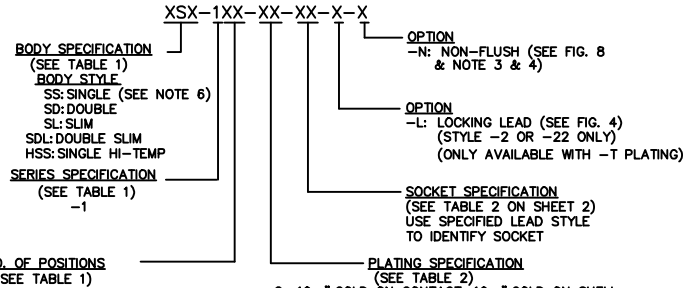 XSX-1XX-XX-XX-X-X
BODY SPECIFICATION
(SEE TABLE 1)
BODY STYLE
SS: SINGLE (SEE NOTE 6)
SD: DOUBLE
SL: SLIM
SDL: DOUBLE SLIM
HSS: SINGLE HI-TEMP
SERIES SPECIFICATION
(SEE TABLE 1)
-1
OF POSITIONS
(SEE TABLE 1)
OPTION
-N: NON-FLUSH (SEE FIG. 8
& NOTE 3 & 4)
OPTION
-L: LOCKING LEAD (SEE FIG. 4)
(STYLE -2 OR -22 ONLY)
(ONLY AVAILABLE WITH -T PLATING)
SOCKET SPECIFICATION
(SEE TABLE 2 ON SHEET 2)
USE SPECIFIED LEAD STYLE
TO IDENTIFY SOCKET
PLATING SPECIFICATION
(SEE TABLE 2)